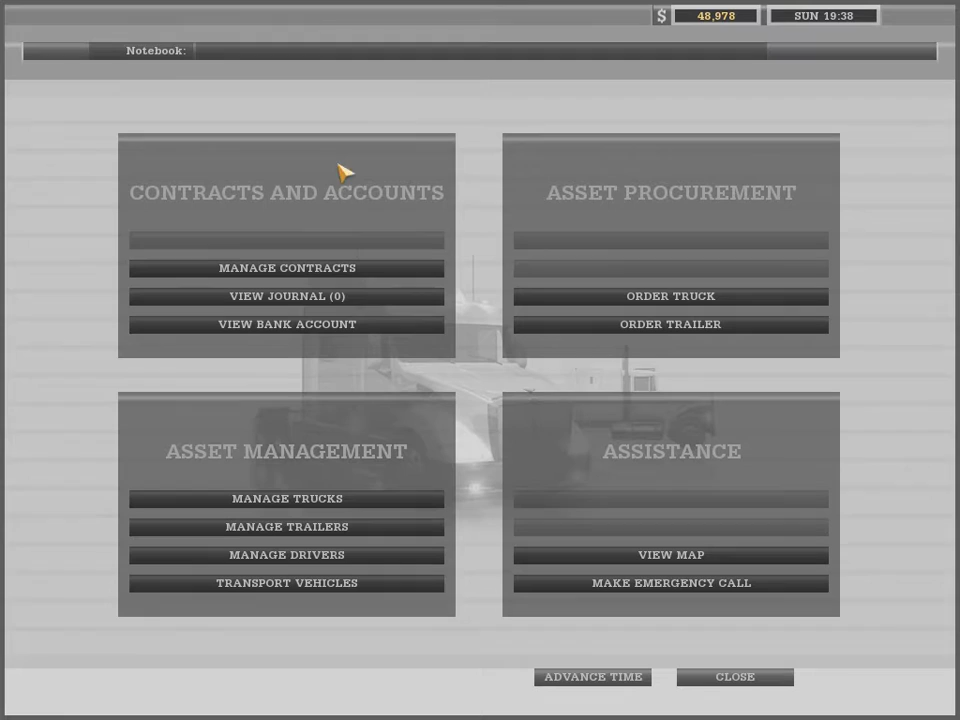 $ 48,978 SUN 19:38
Notebook:
CONTRACTS AND ACCOUNTS
MANAGE CONTRACTS
VIEW JOURNAL (0)
VIEW BANK ACCOUNT
ASSET PROCUREMENT
ORDER TRUCK
ORDER TRAILER
ASSET MANAGEMENT
MANAGE TRUCKS
MANAGE TRAILERS
MANAGE DRIVERS
TRANSPORT VEHICLES
ASSISTANCE
VIEW MAP
MAKE EMERGENCY CALL
ADVANCE TIME CLOSE